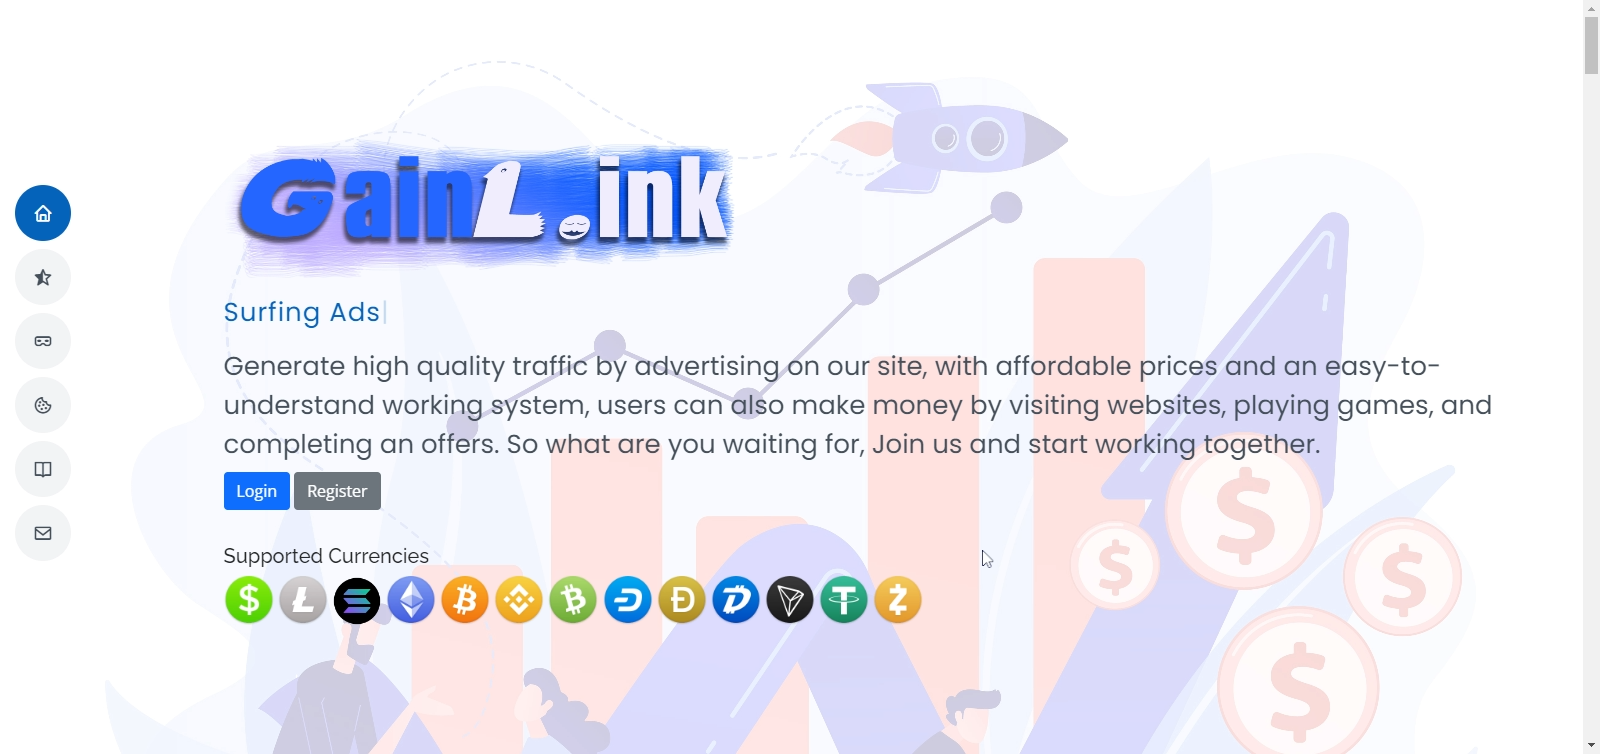 GainL.ink
Surfing Ads
Generate high quality traffic by advertising on our site, with affordable prices and an easy-to-
understand working system, users can also make money by visiting websites, playing games, and
completing an offers. So what are you waiting for, Join us and start working together.
Login Register
Supported Currencies